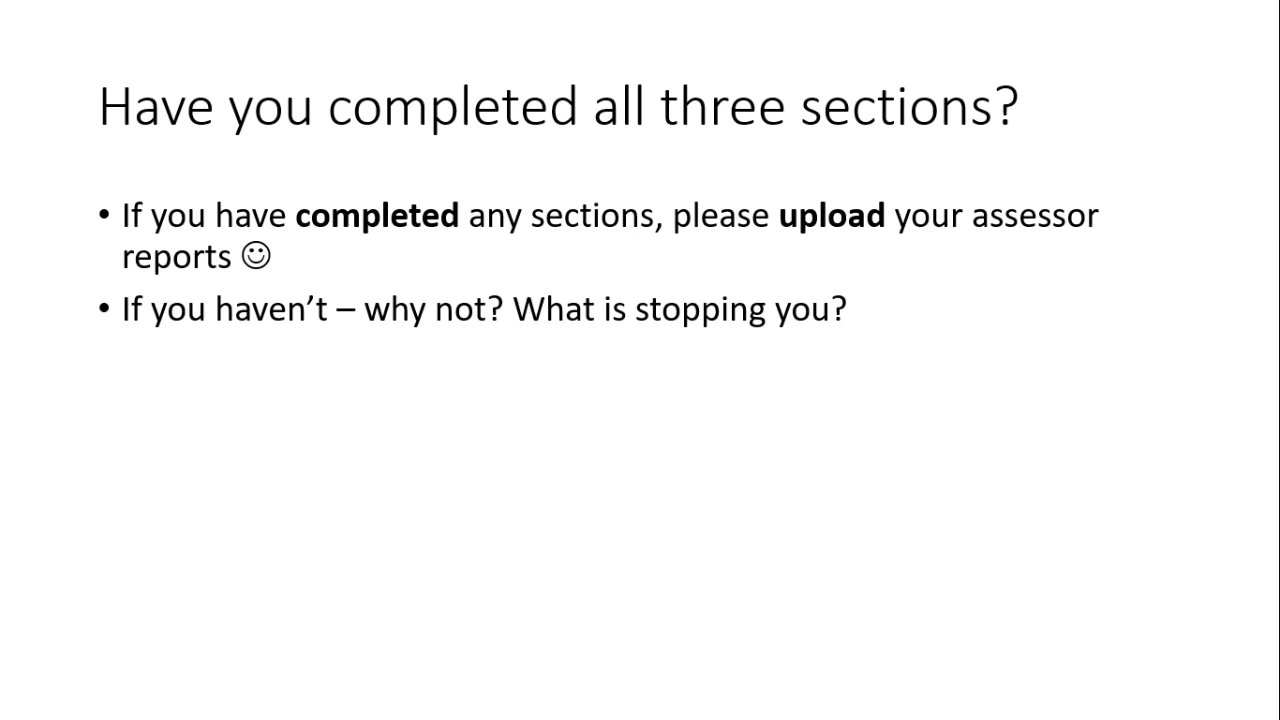 Have you completed all three sections?
• If you have completed any sections, please upload your assessor
reports ☺
• If you haven’t – why not? What is stopping you?